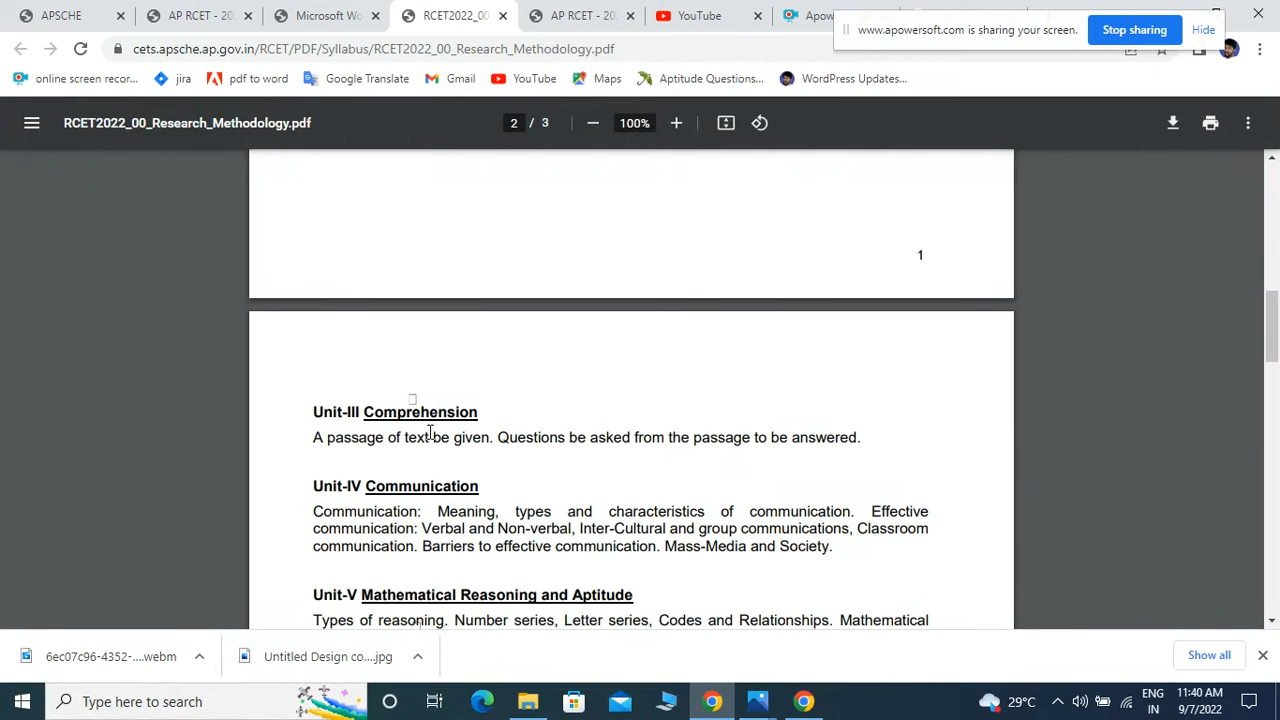 APSCHE
AP RCET - 202
Microsoft Wo
RCET2022_00
AP RCET - 202
YouTube
Apow
www.apowersoft.com is sharing your screen.
Stop sharing
Hide
cets.apsche.ap.gov.in/RCET/PDF/Syllabus/RCET2022_00_Research_Methodology.pdf
online screen recor...
jira
pdf to word
Google Translate
Gmail
YouTube
Maps
Aptitude Questions...
WordPress Updates...
RCET2022_00_Research_Methodology.pdf
2 / 3
100%
1
Unit-III Comprehension
A passage of text be given. Questions be asked from the passage to be answered.
Unit-IV Communication
Communication: Meaning, types and characteristics of communication. Effective
communication: Verbal and Non-verbal, Inter-Cultural and group communications, Classroom
communication. Barriers to effective communication. Mass-Media and Society.
Unit-V Mathematical Reasoning and Aptitude
Types of reasoning. Number series, Letter series, Codes and Relationships. Mathematical
6ec07c96-4352-....webm
Untitled Design co....jpg
Show all
Type here to search
29°C
ENG
IN
11:40 AM
9/7/2022